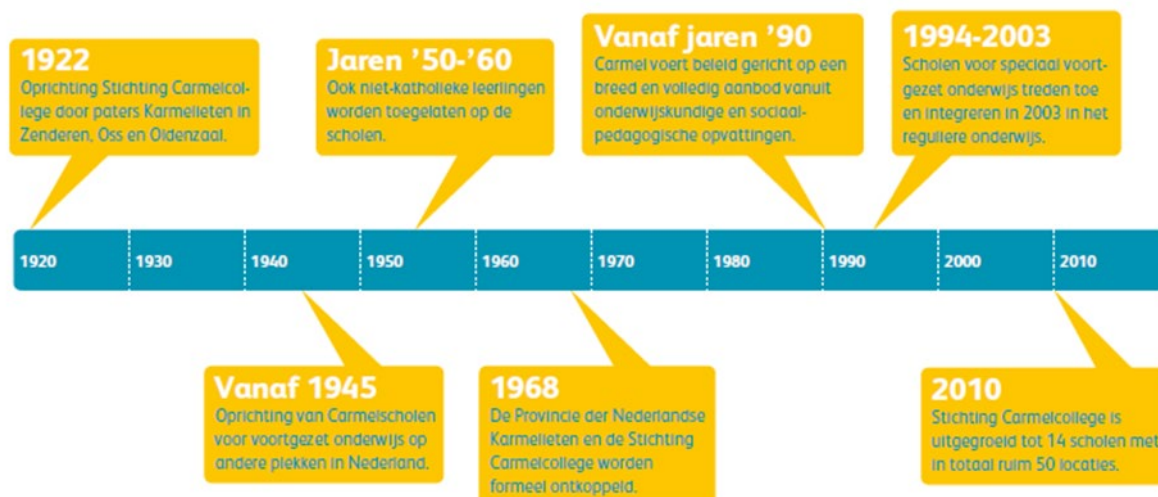 1922
Oprichting Stichting Carmelcol-
lege door paters Karmelieten in
Zenderen, Oss en Oldenzaal.
Jaren ’50-’60
Ook niet-katholieke leerlingen
worden toegelaten op de
scholen.
Vanaf jaren ’90
Carmel voert beleid gericht op een
breed en volledig aanbod vanuit
onderwijskundige en sociaal-
pedagogische opvattingen.
1994-2003
Scholen voor speciaal voort-
gezet onderwijs treden toe
en integreren in 2003 in het
reguliere onderwijs.
1920 1930 1940 1950 1960 1970 1980 1990 2000 2010
Vanaf 1945
Oprichting van Carmelscholen
voor voortgezet onderwijs op
andere plekken in Nederland.
1968
De Provincie der Nederlandse
Karmelieten en de Stichting
Carmelcollege worden
formeel ontkoppeld.
2010
Stichting Carmelcollege is
uitgegroeid tot 14 scholen met
in totaal ruim 50 locaties.